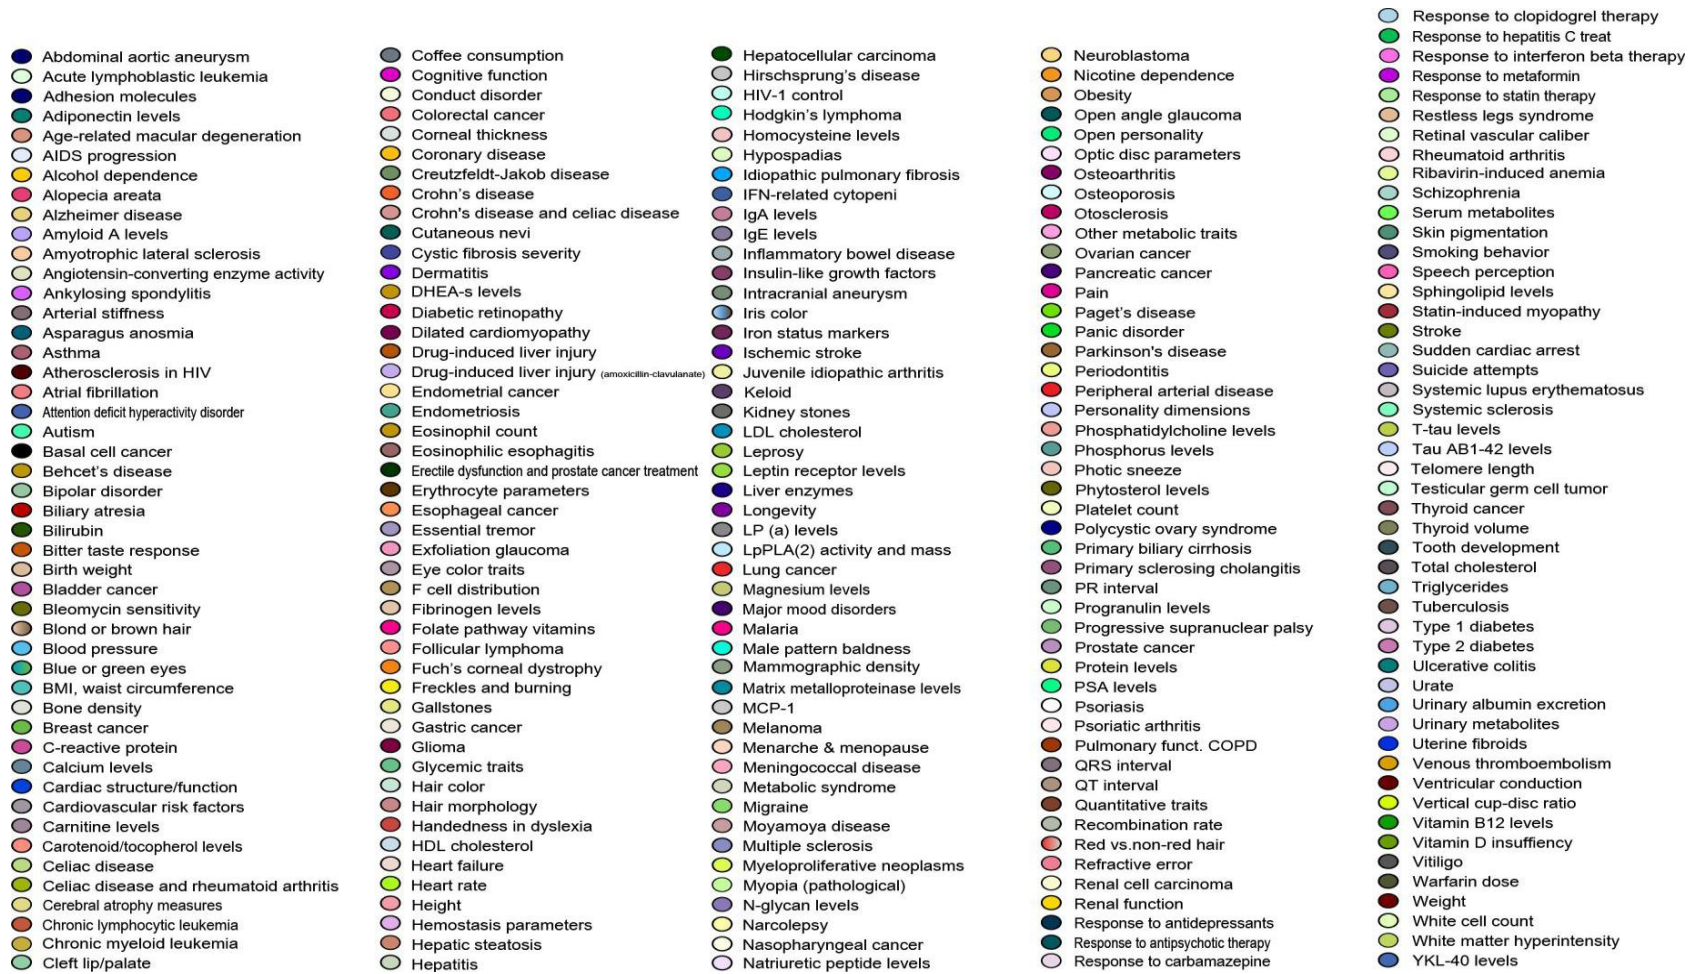 Abdominal aortic aneurysm
Acute lymphoblastic leukemia
Adhesion molecules
Adiponectin levels
Age-related macular degeneration
AIDS progression
Alcohol dependence
Alopecia areata
Alzheimer disease
Amyloid A levels
Amyotrophic lateral sclerosis
Angiotensin-converting enzyme activity
Ankylosing spondylitis
Arterial stiffness
Asparagus anosmia
Asthma
Atherosclerosis in HIV
Atrial fibrillation
Attention deficit hyperactivity disorder
Autism
Basal cell cancer
Behcet's disease
Bipolar disorder
Biliary atresia
Bilirubin
Bitter taste response
Birth weight
Bladder cancer
Bleomycin sensitivity
Blond or brown hair
Blood pressure
Blue or green eyes
BMI, waist circumference
Bone density
Breast cancer
C-reactive protein
Calcium levels
Cardiac structure/function
Cardiovascular risk factors
Carnitine levels
Carotenoid/tocopherol levels
Celiac disease
Celiac disease and rheumatoid arthritis
Cerebral atrophy measures
Chronic lymphocytic leukemia
Chronic myeloid leukemia
Cleft lip/palate
Coffee consumption
Cognitive function
Conduct disorder
Colorectal cancer
Corneal thickness
Coronary disease
Creutzfeldt-Jakob disease
Crohn's disease
Crohn's disease and celiac disease
Cutaneous nevi
Cystic fibrosis severity
Dermatitis
DHEA-s levels
Diabetic retinopathy
Dilated cardiomyopathy
Drug-induced liver injury
Drug-induced liver injury (amoxicillin-clavulanate)
Endometrial cancer
Endometriosis
Eosinophil count
Eosinophilic esophagitis
Erectile dysfunction and prostate cancer treatment
Erythrocyte parameters
Esophageal cancer
Essential tremor
Exfoliation glaucoma
Eye color traits
F cell distribution
Fibrinogen levels
Folate pathway vitamins
Follicular lymphoma
Fuch's corneal dystrophy
Freckles and burning
Gallstones
Gastric cancer
Glioma
Glycemic traits
Hair color
Hair morphology
Handedness in dyslexia
HDL cholesterol
Heart failure
Heart rate
Height
Hemostasis parameters
Hepatic steatosis
Hepatitis
Hepatocellular carcinoma
Hirschsprung's disease
HIV-1 control
Hodgkin's lymphoma
Homocysteine levels
Hypospadias
Idiopathic pulmonary fibrosis
IFN-related cytopeni
IgA levels
IgE levels
Inflammatory bowel disease
Insulin-like growth factors
Intracranial aneurysm
Iris color
Iron status markers
Ischemic stroke
Juvenile idiopathic arthritis
Keloid
Kidney stones
LDL cholesterol
Leprosy
Leptin receptor levels
Liver enzymes
Longevity
LP (a) levels
LpPLA(2) activity and mass
Lung cancer
Magnesium levels
Major mood disorders
Malaria
Male pattern baldness
Mammographic density
Matrix metalloproteinase levels
MCP-1
Melanoma
Menarche & menopause
Meningococcal disease
Metabolic syndrome
Migraine
Moyamoya disease
Multiple sclerosis
Myeloproliferative neoplasms
Myopia (pathological)
N-glycan levels
Narcolepsy
Nasopharyngeal cancer
Natriuretic peptide levels
Neuroblastoma
Nicotine dependence
Obesity
Open angle glaucoma
Open personality
Optic disc parameters
Osteoarthritis
Osteoporosis
Otosclerosis
Other metabolic traits
Ovarian cancer
Pancreatic cancer
Pain
Paget's disease
Panic disorder
Parkinson's disease
Periodontitis
Peripheral arterial disease
Personality dimensions
Phosphatidylcholine levels
Phosphorus levels
Photic sneeze
Phytosterol levels
Platelet count
Polycystic ovary syndrome
Primary biliary cirrhosis
Primary sclerosing cholangitis
PR interval
Progranulin levels
Progressive supranuclear palsy
Prostate cancer
Protein levels
PSA levels
Psoriasis
Psoriatic arthritis
Pulmonary funct. COPD
QRS interval
QT interval
Quantitative traits
Recombination rate
Red vs.non-red hair
Refractive error
Renal cell carcinoma
Renal function
Response to antidepressants
Response to antipsychotic therapy
Response to carbamazepine
Response to clopidogrel therapy
Response to hepatitis C treat
Response to interferon beta therapy
Response to metaformin
Response to statin therapy
Restless legs syndrome
Retinal vascular caliber
Rheumatoid arthritis
Ribavirin-induced anemia
Schizophrenia
Serum metabolites
Skin pigmentation
Smoking behavior
Speech perception
Sphingolipid levels
Statin-induced myopathy
Stroke
Sudden cardiac arrest
Suicide attempts
Systemic lupus erythematosus
Systemic sclerosis
T-tau levels
Tau AB1-42 levels
Telomere length
Testicular germ cell tumor
Thyroid cancer
Thyroid volume
Tooth development
Total cholesterol
Triglycerides
Tuberculosis
Type 1 diabetes
Type 2 diabetes
Ulcerative colitis
Urate
Urinary albumin excretion
Urinary metabolites
Uterine fibroids
Venous thromboembolism
Ventricular conduction
Vertical cup-disc ratio
Vitamin B12 levels
Vitamin D insuffiency
Vitiligo
Warfarin dose
Weight
White cell count
White matter hyperintensity
YKL-40 levels